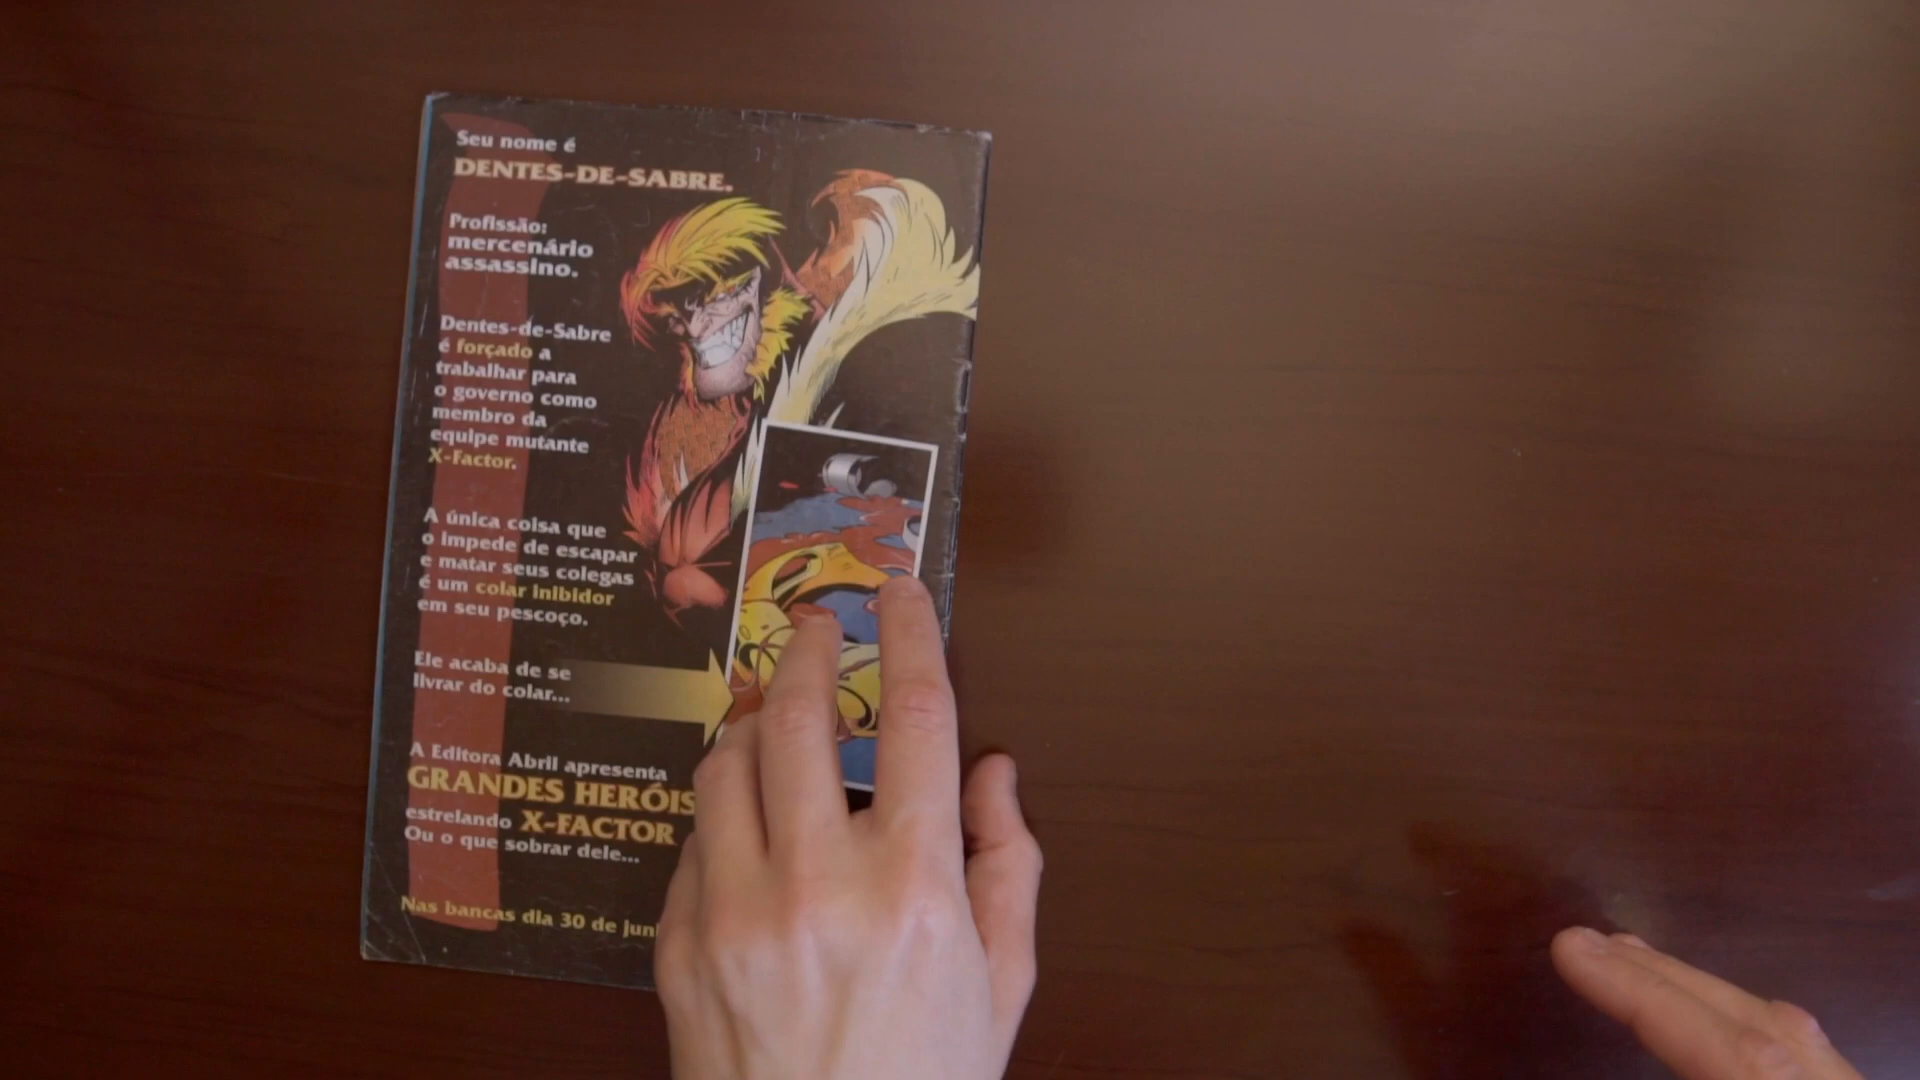 Seu nome é
DENTES-DE-SABRE.
Profissão:
mercenário
assassino.
Dentes-de-Sabre
é forçado a
trabalhar para
o governo como
membro da
equipe mutante
X-Factor.
A única coisa que
o impede de escapar
e matar seus colegas
é um colar inibidor
em seu pescoço.
Ele acaba de se
livrar do colar...
A Editora Abril apresenta
GRANDES HERÓIS
estrelando X-FACTOR
Ou o que sobrar dele...
Nas bancas dia 30 de